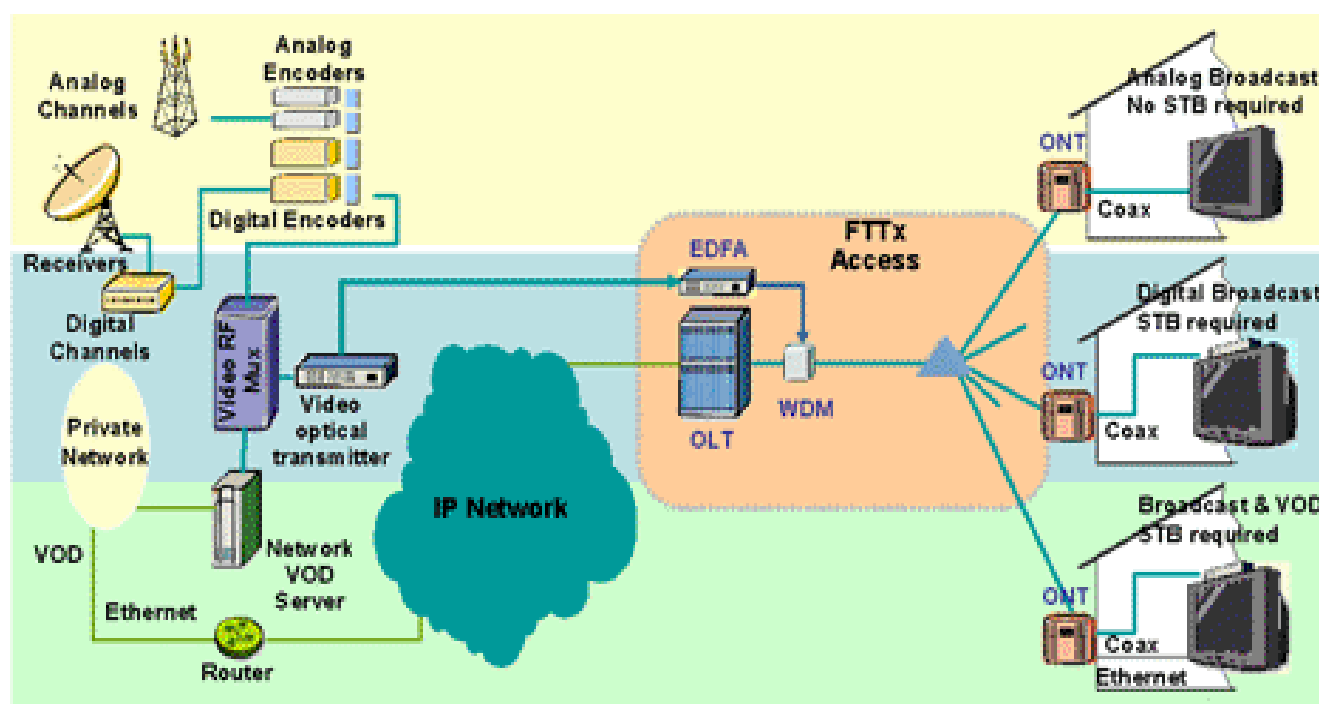 Analog
Encoders
Analog
Channels
Digital Encoders
Receivers
Digital
Channels
Video RF
Mux
Video
optical
transmitter
Private
Network
VOD
Ethernet
Network
VOD
Server
Router
IP Network
FTTx
Access
EDFA
OLT
WDM
Analog Broadcast
No STB required
ONT
Coax
Digital Broadcast
STB required
ONT
Coax
Broadcast & VOD
STB required
ONT
Coax
Ethernet